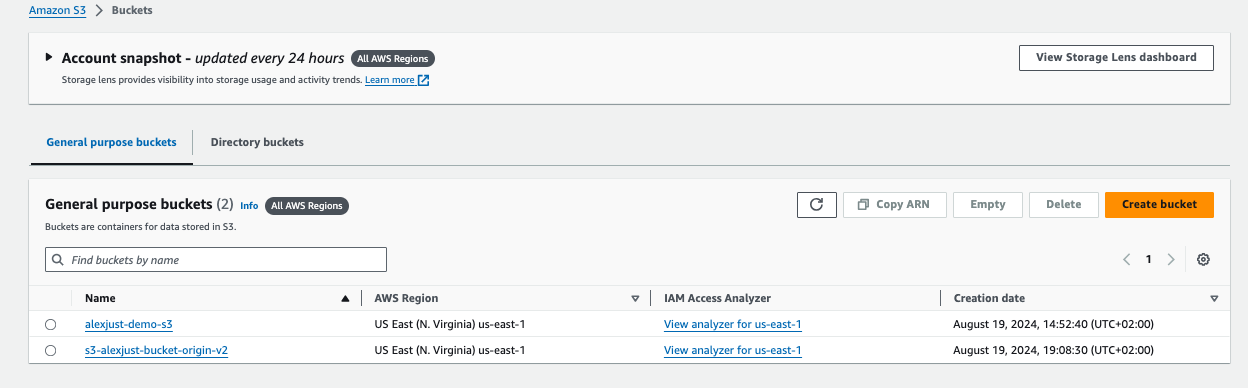 Amazon S3 > Buckets
Account snapshot - updated every 24 hours All AWS Regions View Storage Lens dashboard
Storage lens provides visibility into storage usage and activity trends. Learn more
General purpose buckets Directory buckets
General purpose buckets (2) Info All AWS Regions Copy ARN Empty Delete Create bucket
Buckets are containers for data stored in S3.
Find buckets by name 1
Name AWS Region IAM Access Analyzer Creation date
alexjust-demo-s3 US East (N. Virginia) us-east-1 View analyzer for us-east-1 August 19, 2024, 14:52:40 (UTC+02:00)
s3-alexjust-bucket-origin-v2 US East (N. Virginia) us-east-1 View analyzer for us-east-1 August 19, 2024, 19:08:30 (UTC+02:00)